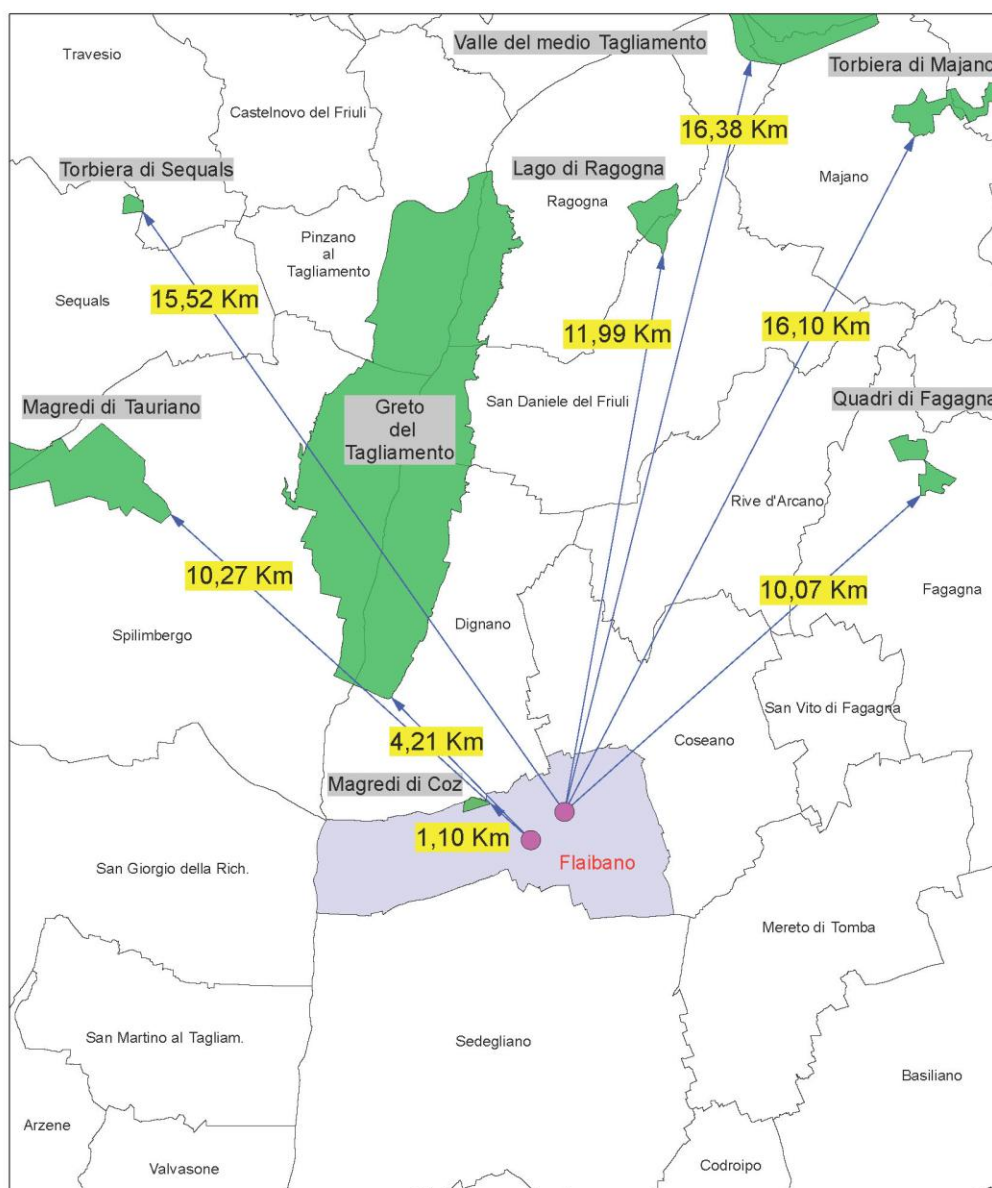 Travesio
Valle del medio Tagliamento
Torbiera di Majano
Castelnovo del Friuli
16,38 Km
Torbiera di Sequals
Lago di Ragogna
Majano
Ragogna
Pinzano
al
Tagliamento
Sequals
15,52 Km
11,99 Km
16,10 Km
Magredi di Tauriano
Greto
del
Tagliamento
San Daniele del Friuli
Quadri di Fagagna
Rive d'Arcano
10,27 Km
10,07 Km
Fagagna
Spilimbergo
Dignano
San Vito di Fagagna
4,21 Km
Coseano
Magredi di Coz
1,10 Km
Flaibano
San Giorgio della Rich.
Mereto di Tomba
San Martino al Tagliam.
Sedegliano
Basiliano
Arzene
Valvasone
Codroipo